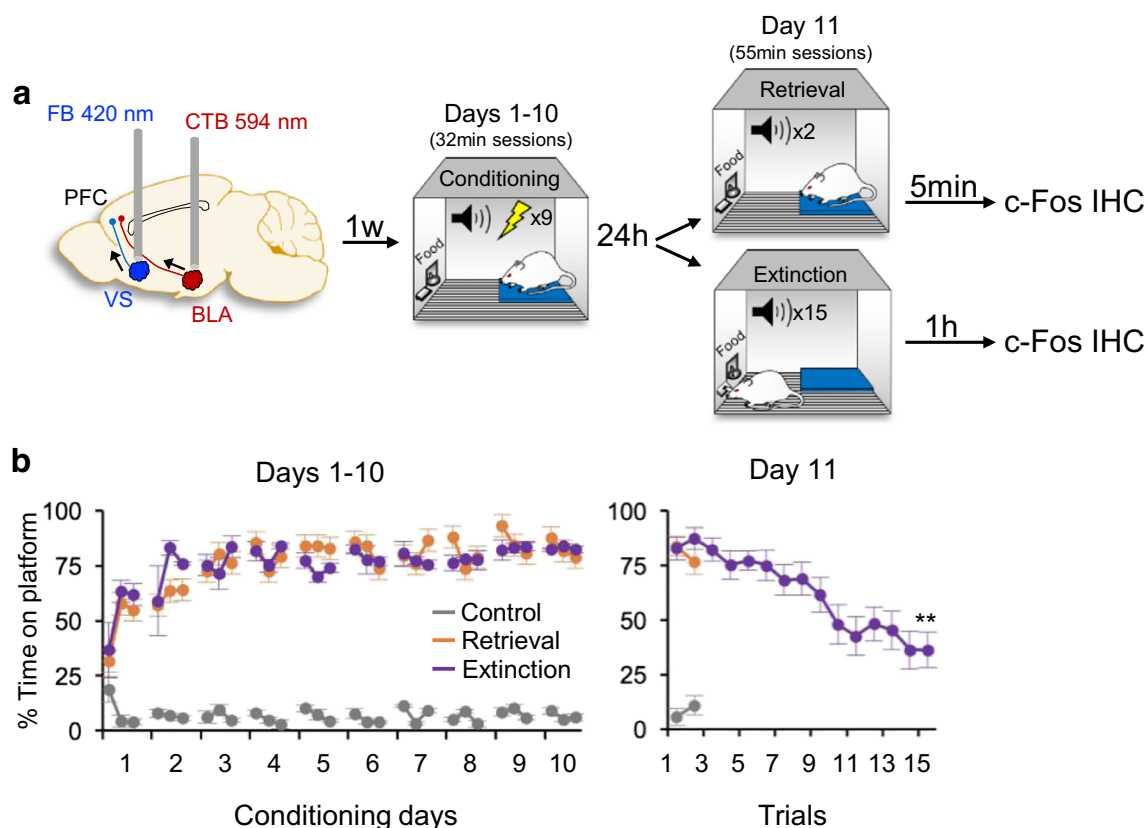 a
FB 420 nm
CTB 594 nm
PFC
VS
BLA
1w
Days 1-10
(32min sessions)
Conditioning
x9
Food
24h
Day 11
(55min sessions)
Retrieval
x2
Food
5min
c-Fos IHC
Extinction
x15
Food
1h
c-Fos IHC
b
Days 1-10
% Time on platform
100
75
50
25
0
Control
Retrieval
Extinction
1 2 3 4 5 6 7 8 9 10
Conditioning days
Day 11
100
75
50
25
0
**
1 3 5 7 9 11 13 15
Trials